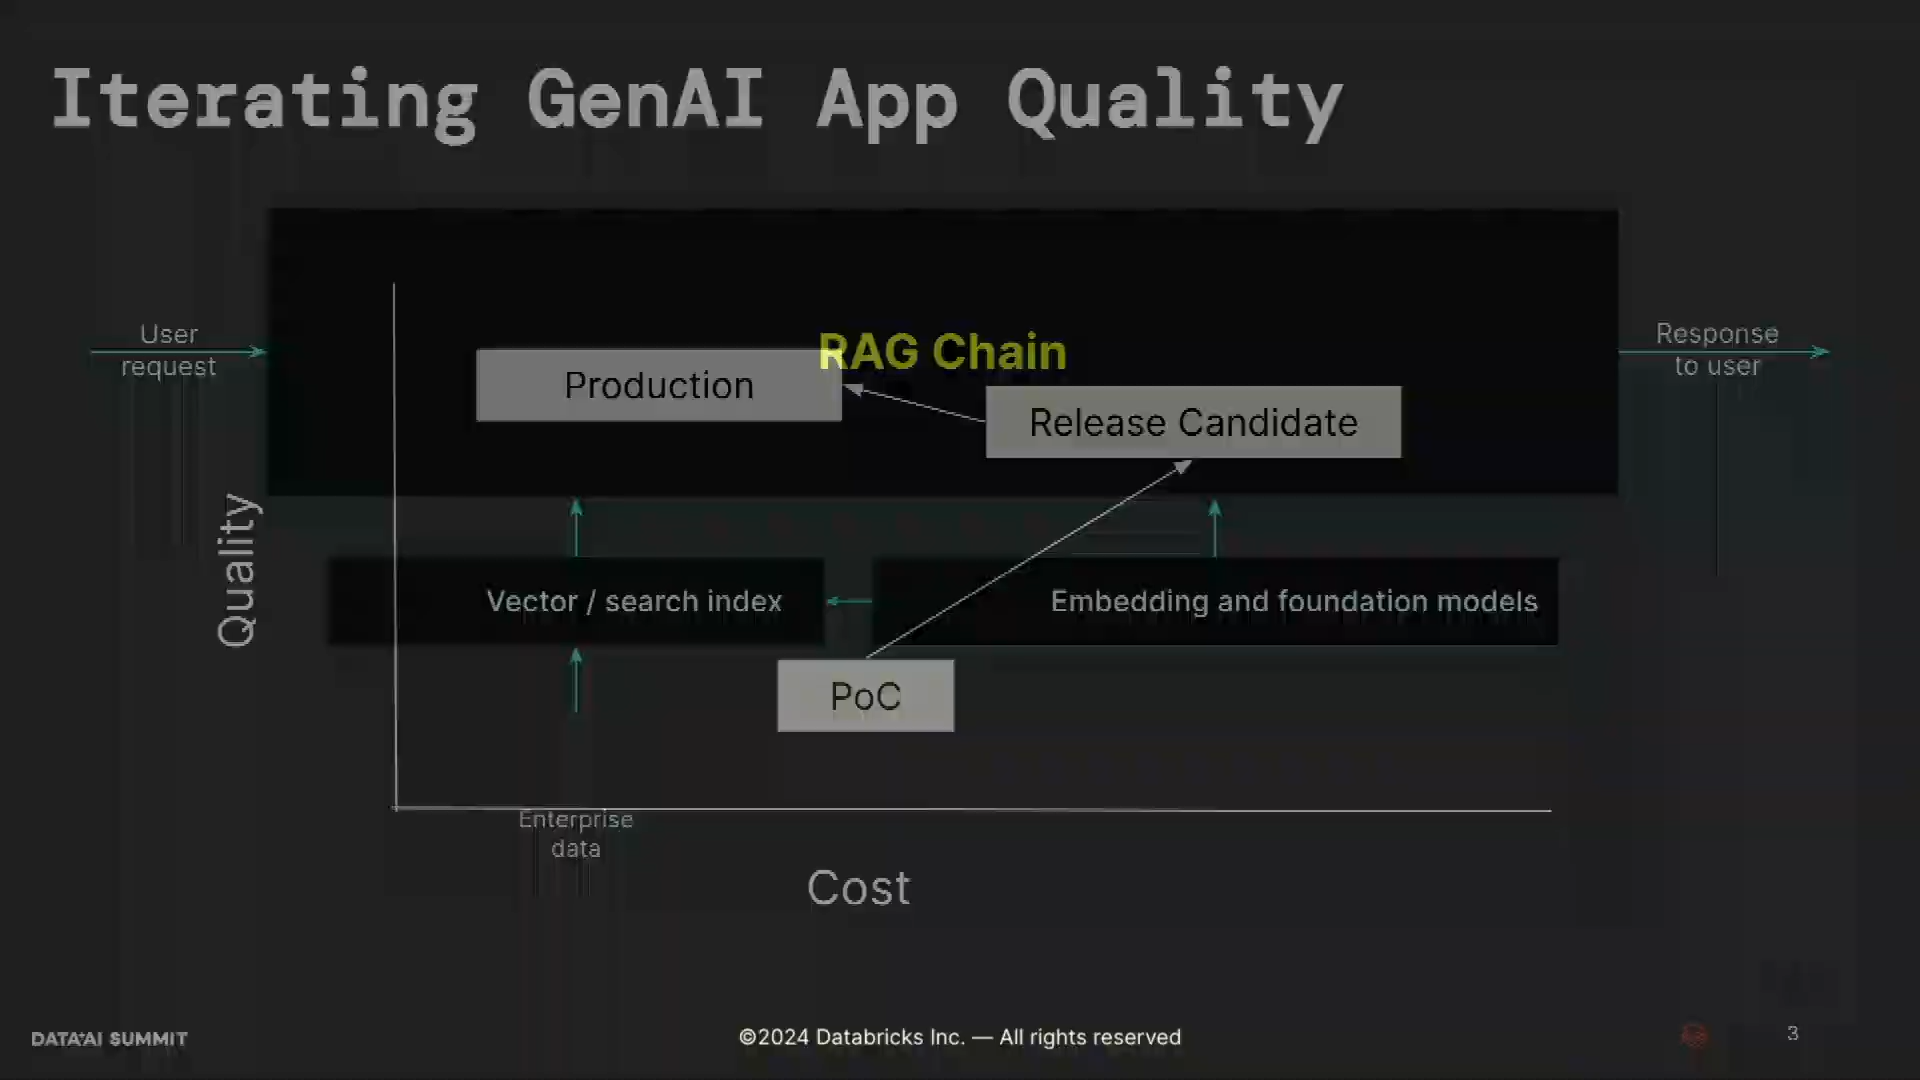 Iterating GenAI App Quality
User
request
RAG Chain
Response
to user
Production
Release Candidate
Quality
Vector / search index
Embedding and foundation models
PoC
Enterprise
data
Cost
DATA+AI SUMMIT
©2024 Databricks Inc. — All rights reserved
3